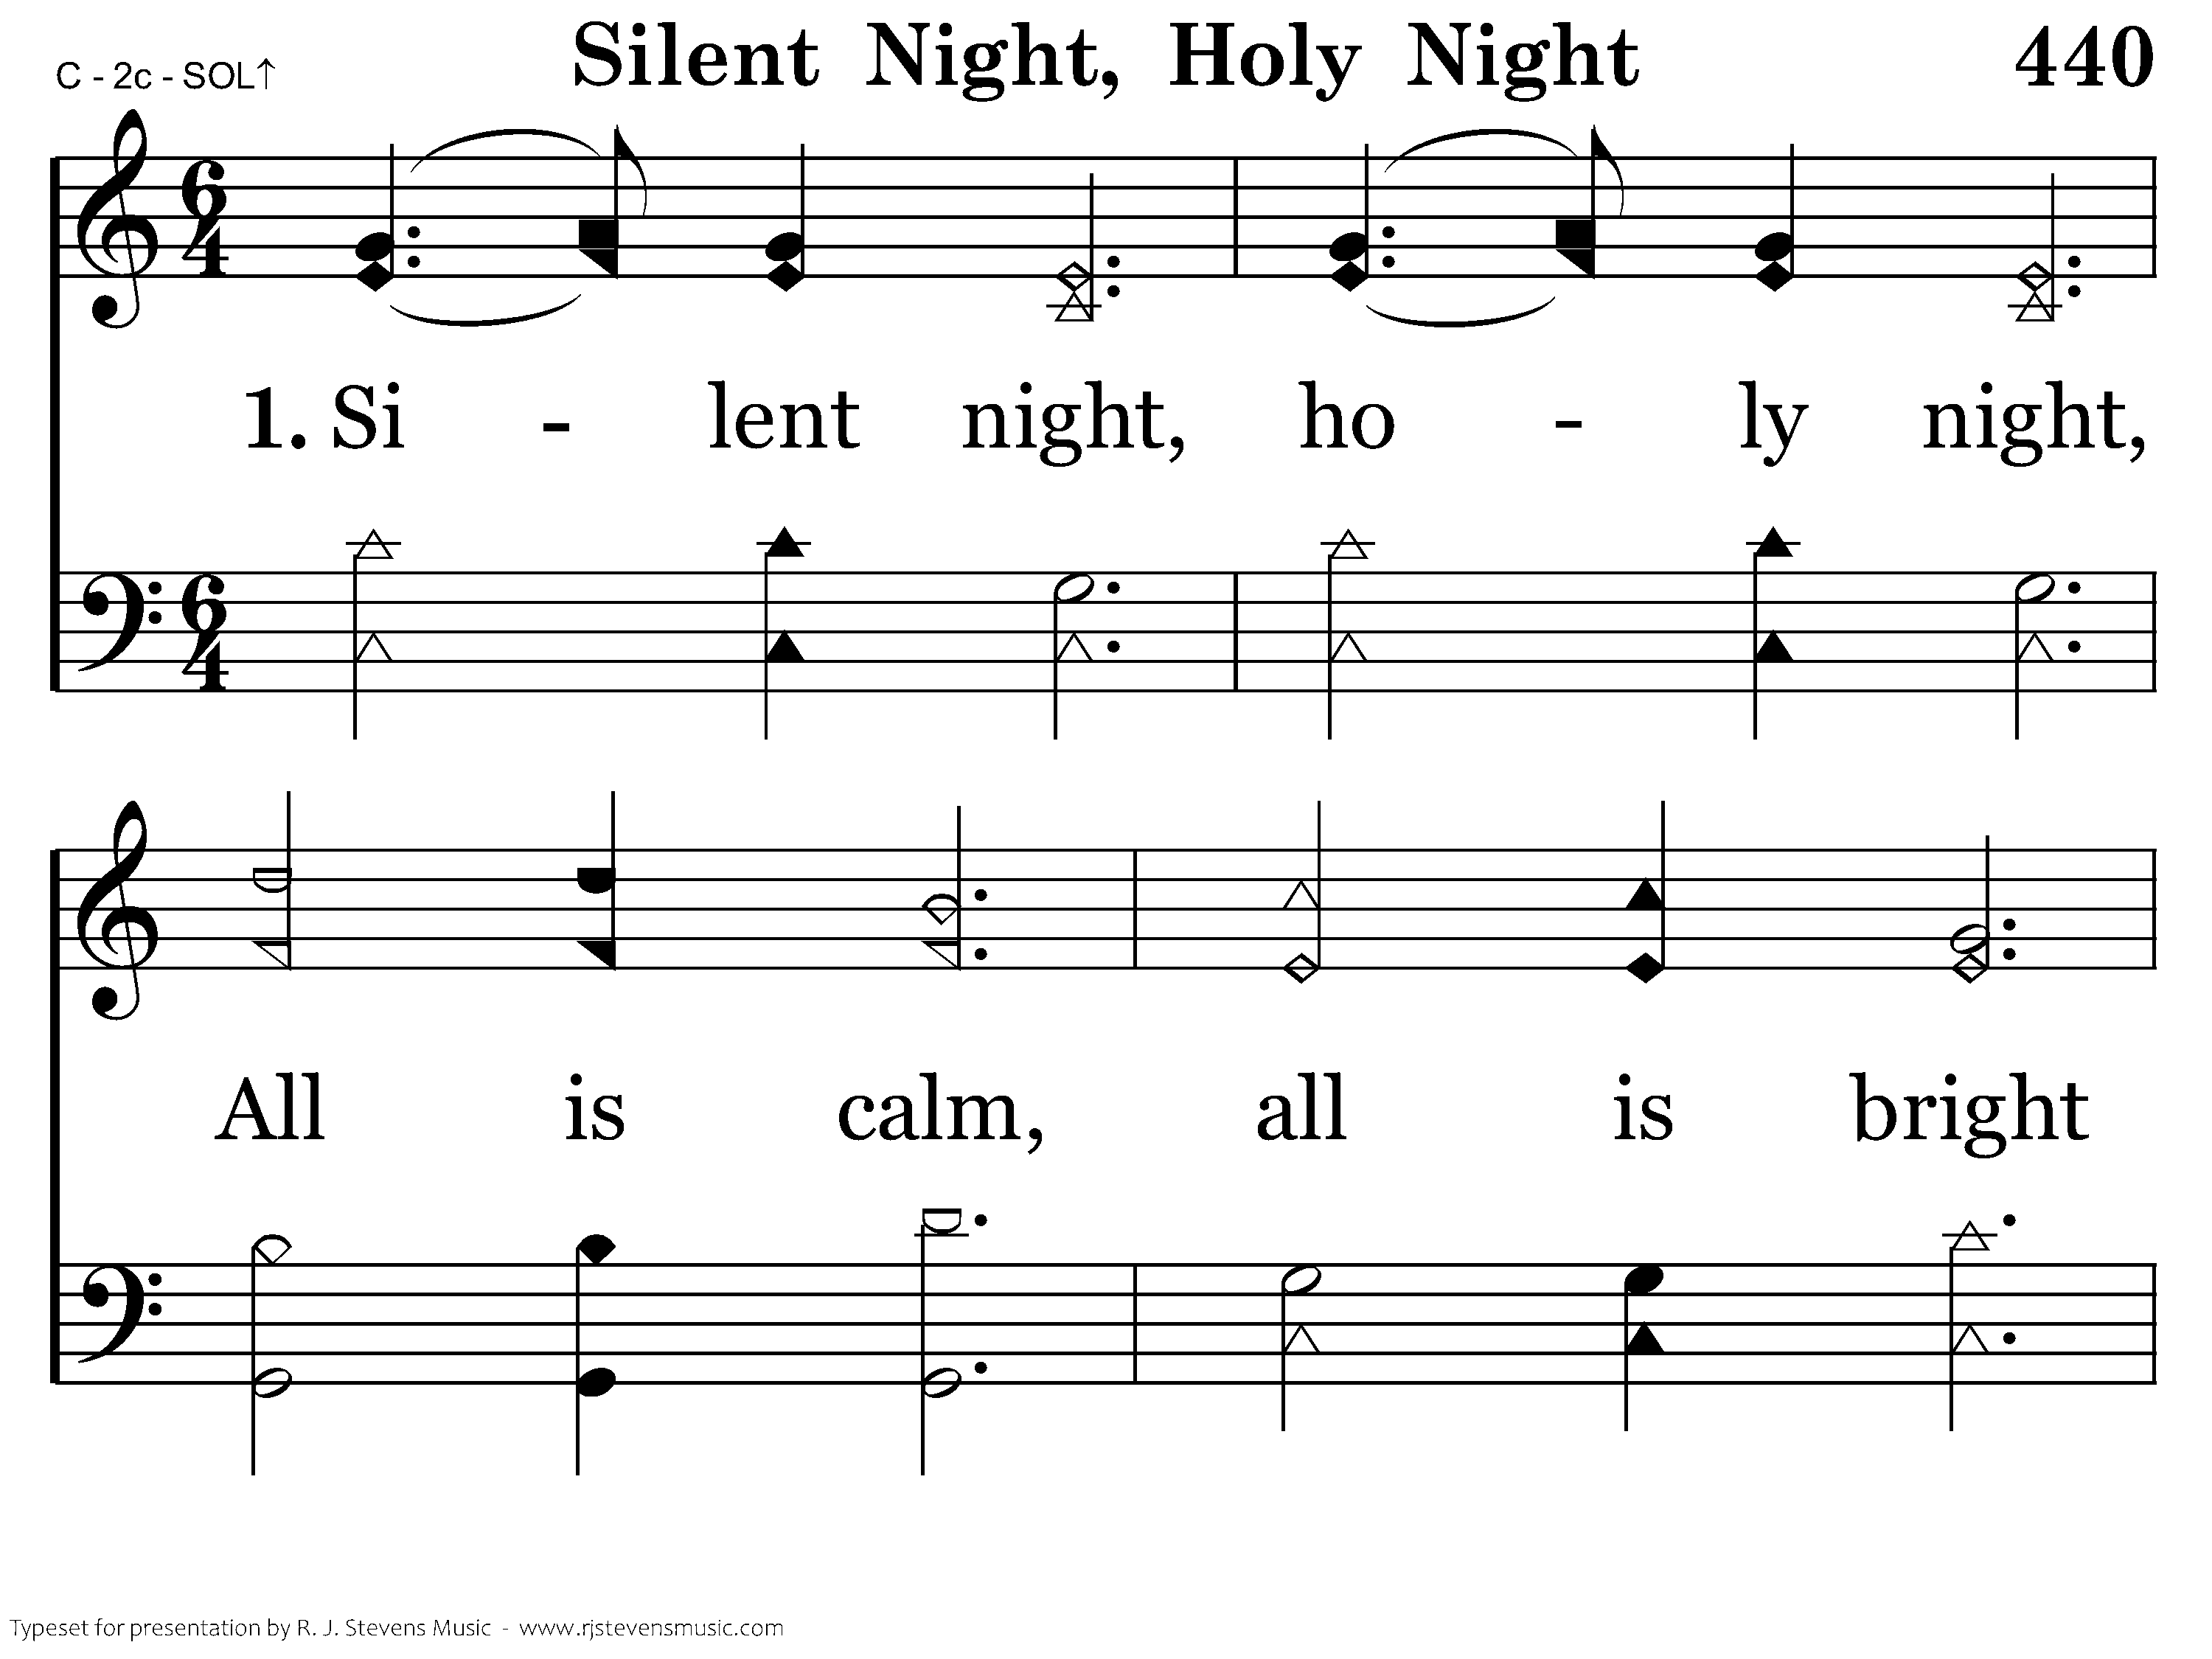 Silent Night, Holy Night 440
C - 2c - SOL↑
1. Si - lent night, ho - ly night,
All is calm, all is bright
Typeset for presentation by R. J. Stevens Music - www.rjstevensmusic.com